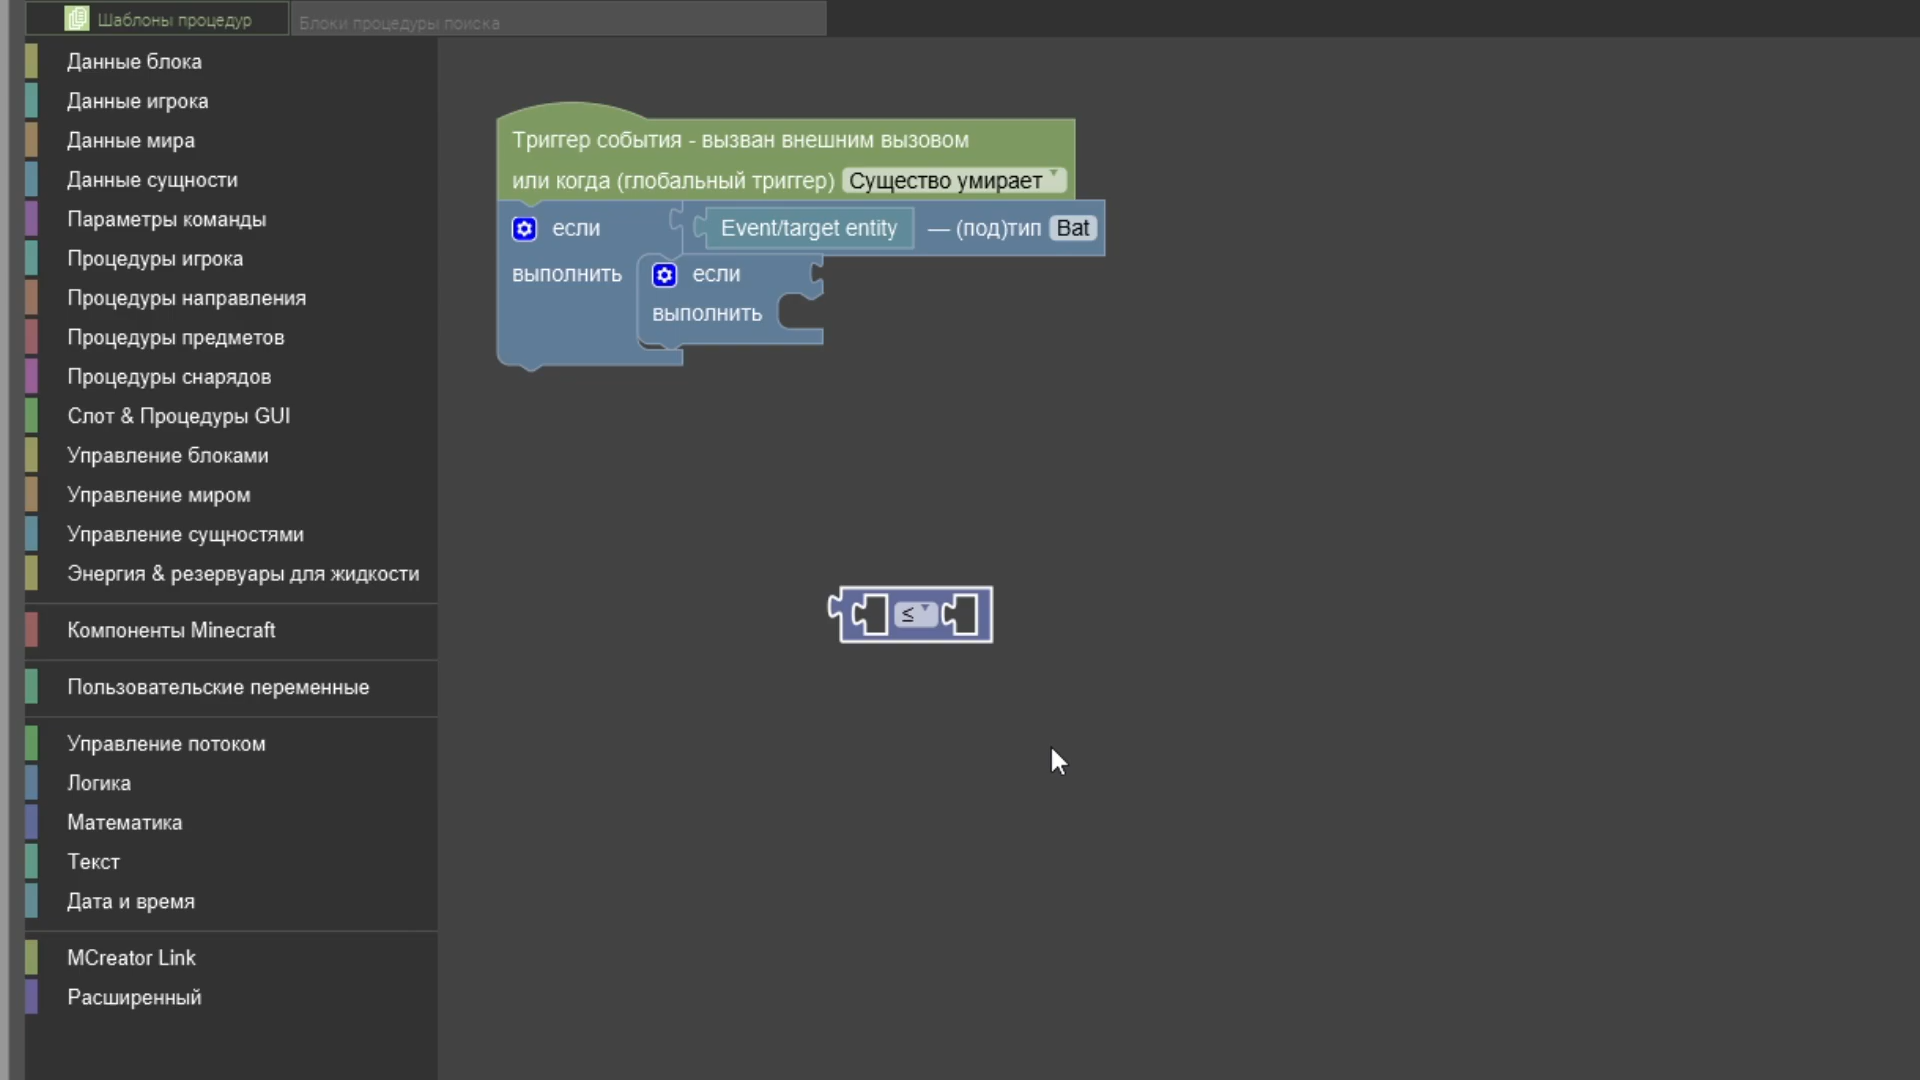 Шаблоны процедур
Блоки процедуры поиска
Данные блока
Данные игрока
Данные мира
Данные сущности
Параметры команды
Процедуры игрока
Процедуры направления
Процедуры предметов
Процедуры снарядов
Слот & Процедуры GUI
Управление блоками
Управление миром
Управление сущностями
Энергия & резервуары для жидкости
Компоненты Minecraft
Пользовательские переменные
Управление потоком
Логика
Математика
Текст
Дата и время
MCreator Link
Расширенный
Триггер события - вызван внешним вызовом
или когда (глобальный триггер) Существо умирает
если Event/target entity — (под)тип Bat
выполнить если
выполнить
≤